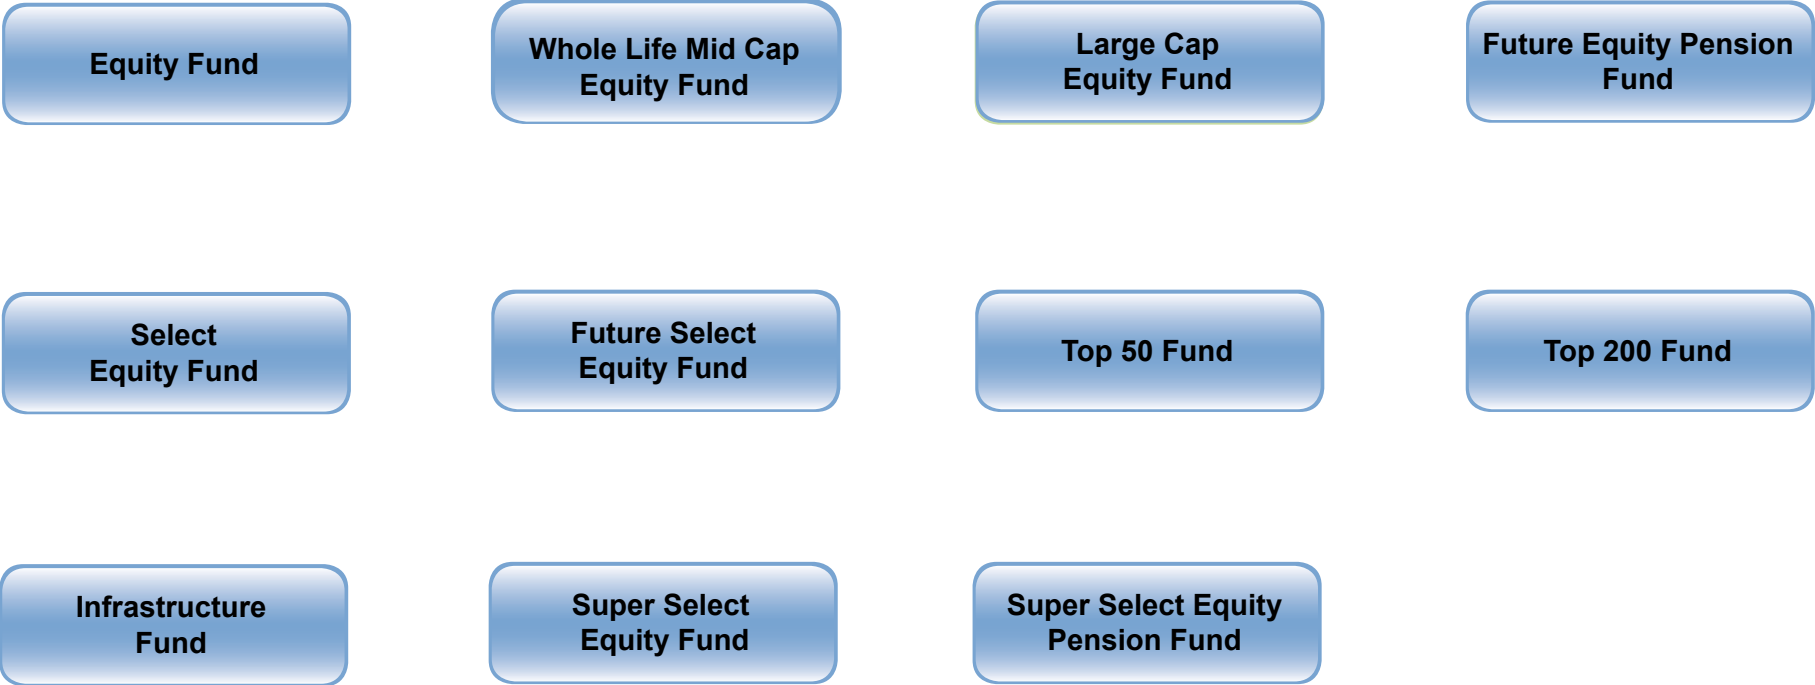 Equity Fund
Whole Life Mid Cap
Equity Fund
Large Cap
Equity Fund
Future Equity Pension
Fund
Select
Equity Fund
Future Select
Equity Fund
Top 50 Fund
Top 200 Fund
Infrastructure
Fund
Super Select
Equity Fund
Super Select Equity
Pension Fund